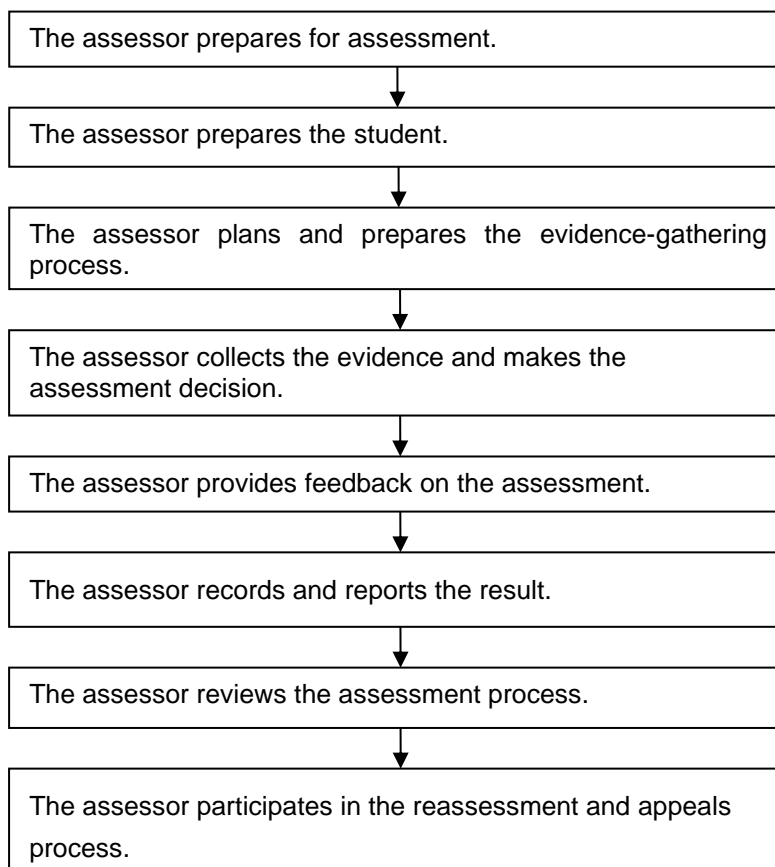 The assessor prepares for assessment.
The assessor prepares the student.
The assessor plans and prepares the evidence-gathering
process.
The assessor collects the evidence and makes the
assessment decision.
The assessor provides feedback on the assessment.
The assessor records and reports the result.
The assessor reviews the assessment process.
The assessor participates in the reassessment and appeals
process.